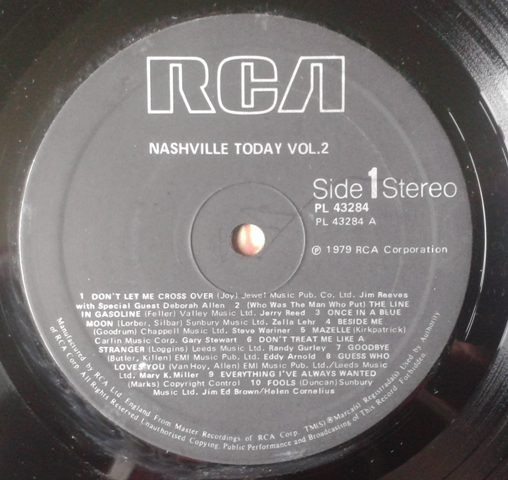 RCA
NASHVILLE TODAY VOL.2
Side 1 Stereo
PL 43284
PL 43284 A
℗ 1979 RCA Corporation
1 DON'T LET ME CROSS OVER (Joy) Jewel Music Pub. Co. Ltd. Jim Reeves
with Special Guest Deborah Allen 2 (Who Was The Man Who Put) THE LINE
IN GASOLINE (Feller) Valley Music Ltd. Jerry Reed 3 ONCE IN A BLUE
MOON (Lorber, Silbar) Sunbury Music Ltd. Zella Lehr 4 BESIDE ME
(Goodrum) Chappell Music Ltd. Steve Wariner 5 MAZELLE (Kirkpatrick)
Carlin Music Corp. Gary Stewart 6 DON'T TREAT ME LIKE A
STRANGER (Loggins) Leeds Music Ltd. Randy Gurley 7 GOODBYE
(Butler, Killen) EMI Music Pub. Ltd. Eddy Arnold 8 GUESS WHO
LOVES YOU (Van Hoy, Allen) EMI Music Pub. Ltd./Leeds Music
Ltd. Mary K. Miller 9 EVERYTHING I'VE ALWAYS WANTED
(Marks) Copyright Control 10 FOOLS (Duncan) Sunbury
Music Ltd. Jim Ed Brown/Helen Cornelius
Manufactured by RCA Ltd. England From Master Recordings of RCA Corp. TM(S)®Marca(s) Registrada(s) Used by Authority
of RCA Corp. All Rights Reserved Unauthorised Copying, Public Performance and Broadcasting of This Record Forbidden.